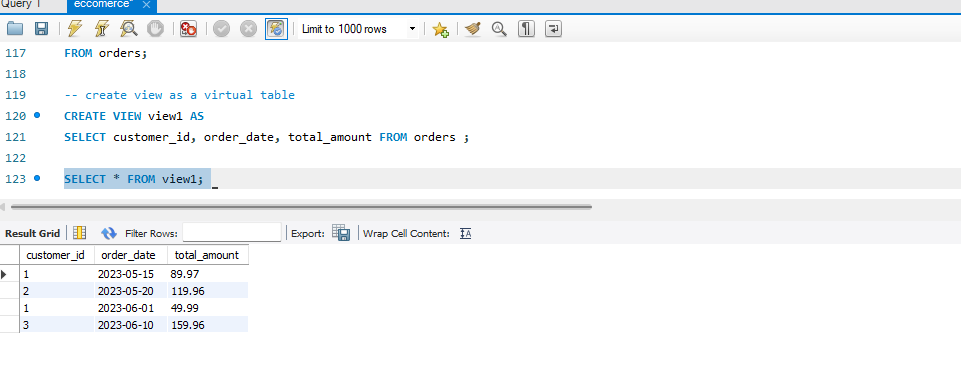 Query 1 eccomerce*
Limit to 1000 rows
117 FROM orders;
118
119 -- create view as a virtual table
120 CREATE VIEW view1 AS
121 SELECT customer_id, order_date, total_amount FROM orders ;
122
123 SELECT * FROM view1;
Result Grid Filter Rows: Export: Wrap Cell Content:
customer_id order_date total_amount
1 2023-05-15 89.97
2 2023-05-20 119.96
1 2023-06-01 49.99
3 2023-06-10 159.96